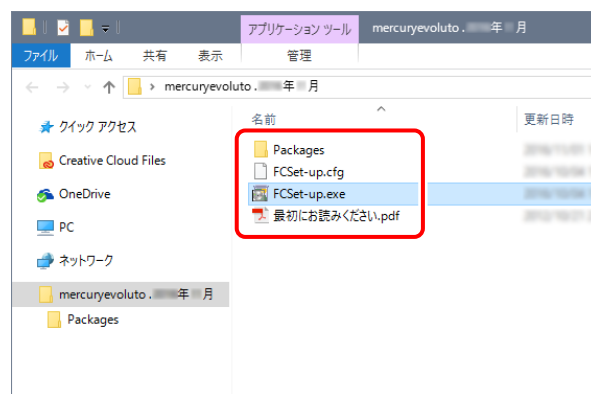 アプリケーション ツール
mercuryevoluto . 年 月
ファイル ホーム 共有 表示 管理
mercuryevoluto . 年 月
クイック アクセス
Creative Cloud Files
OneDrive
PC
ネットワーク
mercuryevoluto . 年 月
Packages
名前 更新日時
Packages
FCSet-up.cfg
FCSet-up.exe
最初にお読みください.pdf